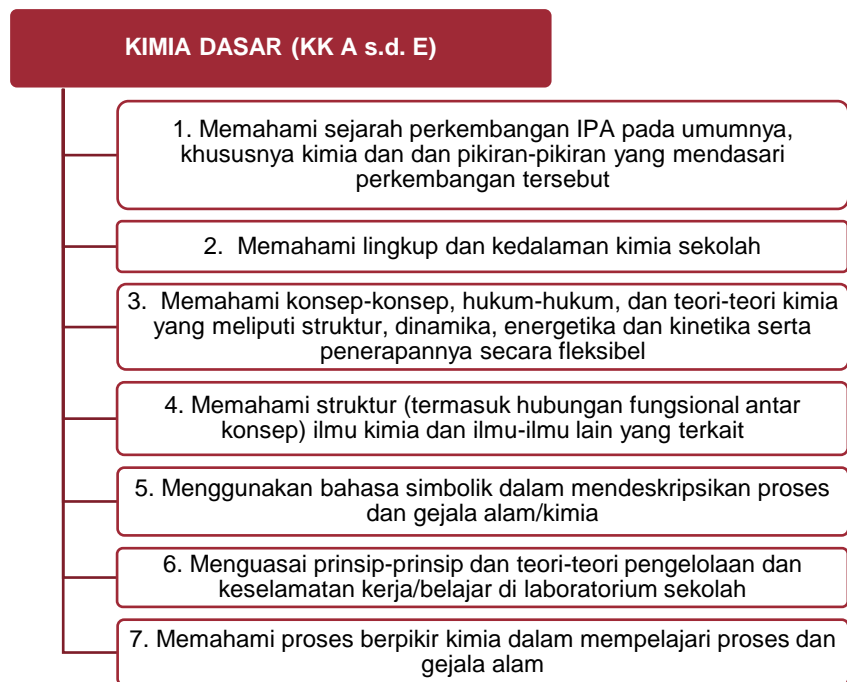 KIMIA DASAR (KK A s.d. E)
1. Memahami sejarah perkembangan IPA pada umumnya,
khususnya kimia dan dan pikiran-pikiran yang mendasari
perkembangan tersebut
2. Memahami lingkup dan kedalaman kimia sekolah
3. Memahami konsep-konsep, hukum-hukum, dan teori-teori kimia
yang meliputi struktur, dinamika, energetika dan kinetika serta
penerapannya secara fleksibel
4. Memahami struktur (termasuk hubungan fungsional antar
konsep) ilmu kimia dan ilmu-ilmu lain yang terkait
5. Menggunakan bahasa simbolik dalam mendeskripsikan proses
dan gejala alam/kimia
6. Menguasai prinsip-prinsip dan teori-teori pengelolaan dan
keselamatan kerja/belajar di laboratorium sekolah
7. Memahami proses berpikir kimia dalam mempelajari proses dan
gejala alam